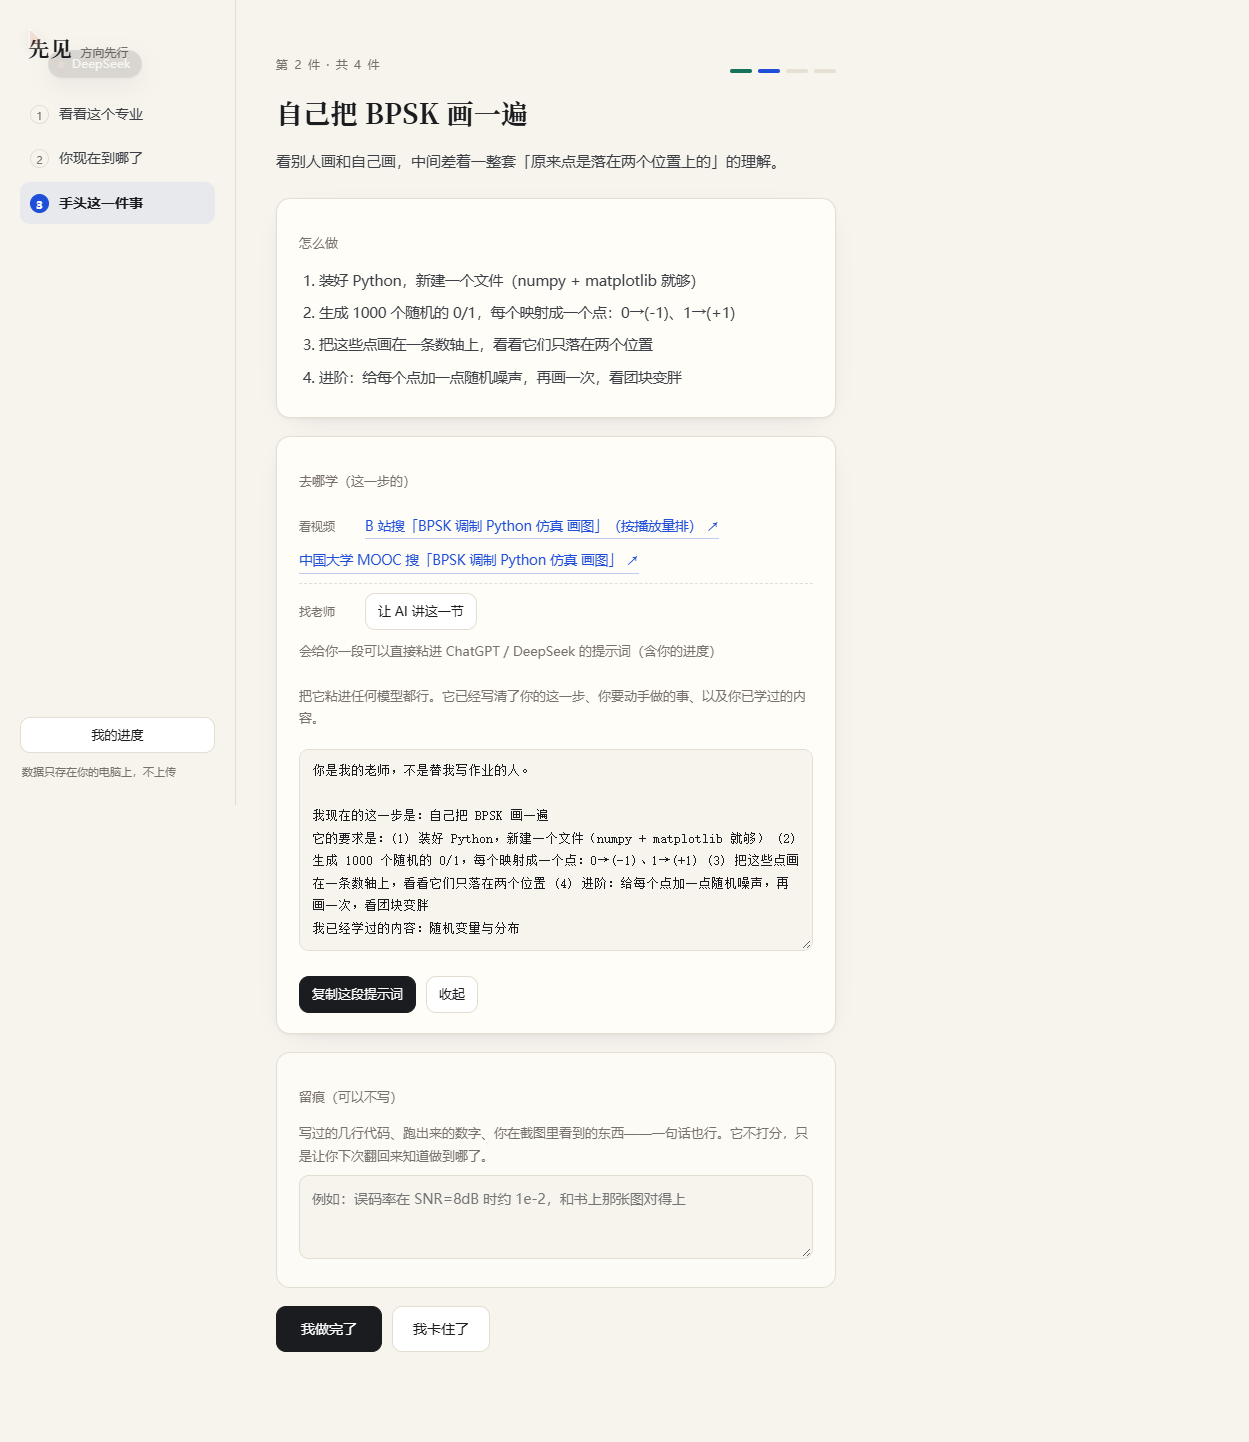 先见 方向先行
DeepSeek
1 看看这个专业
2 你现在到哪了
3 手头这一件事
我的进度
数据只存在你的电脑上，不上传
第 2 件 · 共 4 件
自己把 BPSK 画一遍
看别人画和自己画，中间差着一整套「原来点是落在两个位置上的」的理解。
怎么做
1. 装好 Python，新建一个文件（numpy + matplotlib 就够）
2. 生成 1000 个随机的 0/1，每个映射成一个点：0→(-1)、1→(+1)
3. 把这些点画在一条数轴上，看看它们只落在两个位置
4. 进阶：给每个点加一点随机噪声，再画一次，看团块变胖
去哪学（这一步的）
看视频 B 站搜「BPSK 调制 Python 仿真 画图」（按播放量排） ↗
中国大学 MOOC 搜「BPSK 调制 Python 仿真 画图」 ↗
找老师 让 AI 讲这一节
会给你一段可以直接粘进 ChatGPT / DeepSeek 的提示词（含你的进度）
把它粘进任何模型都行。它已经写清了你的这一步、你要动手做的事、以及你已学过的内
容。
你是我的老师，不是替我写作业的人。
我现在的这一步是：自己把 BPSK 画一遍
它的要求是：(1) 装好 Python，新建一个文件（numpy + matplotlib 就够） (2)
生成 1000 个随机的 0/1，每个映射成一个点：0→(-1)、1→(+1) (3) 把这些点画
在一条数轴上，看看它们只落在两个位置 (4) 进阶：给每个点加一点随机噪声，再
画一次，看团块变胖
我已经学过的内容：随机变量与分布
复制这段提示词 收起
留痕（可以不写）
写过的几行代码、跑出来的数字、你在截图里看到的东西——一句话也行。它不打分，只
是让你下次翻回来知道做到哪了。
例如：误码率在 SNR=8dB 时约 1e-2，和书上那张图对得上
我做完了 我卡住了